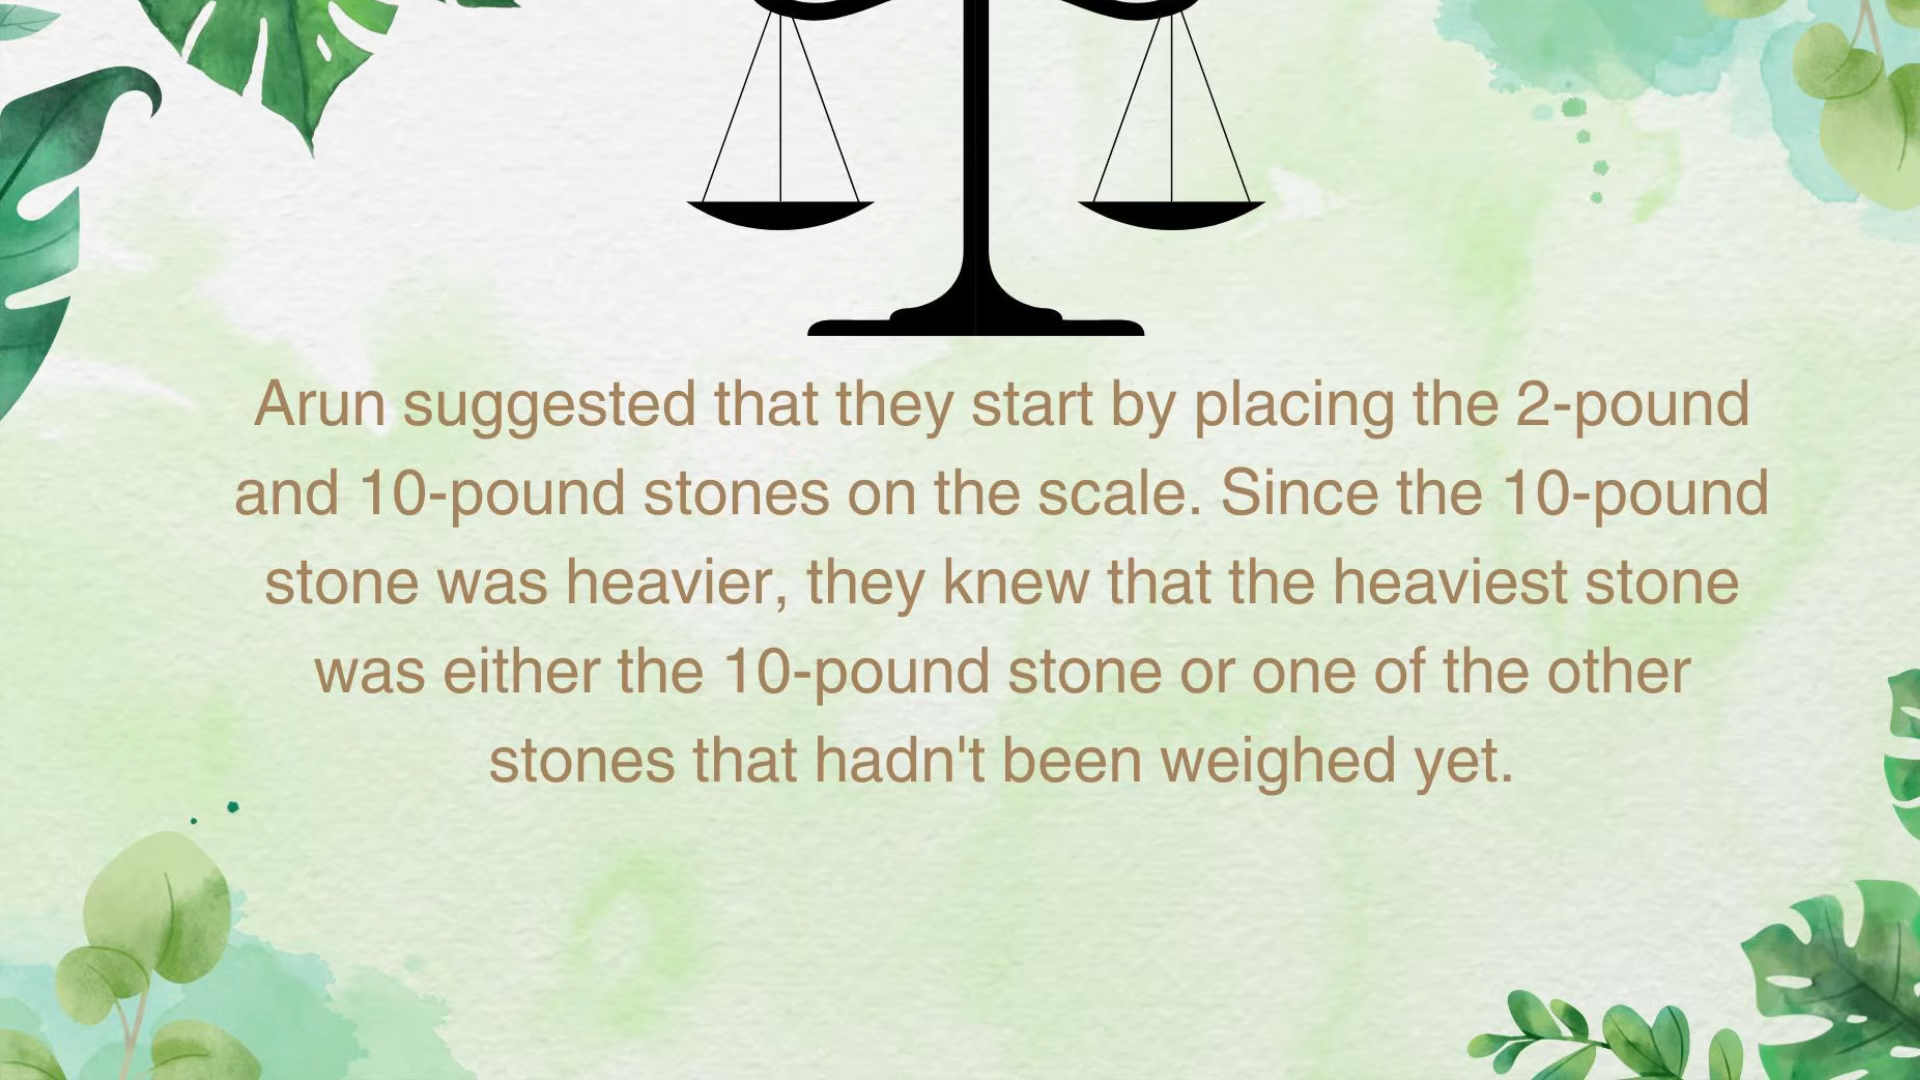 Arun suggested that they start by placing the 2-pound
and 10-pound stones on the scale. Since the 10-pound
stone was heavier, they knew that the heaviest stone
was either the 10-pound stone or one of the other
stones that hadn't been weighed yet.